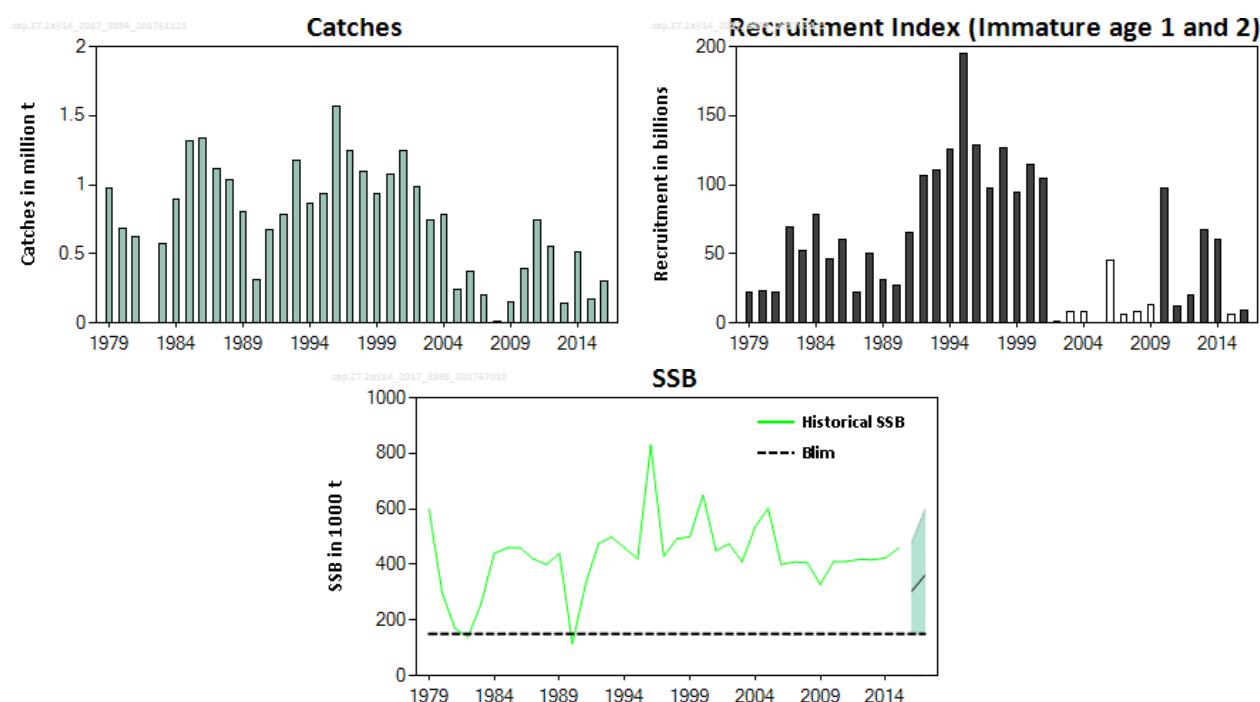 Catches
2
1.5
1
0.5
0
Catches in million t
1979 1984 1989 1994 1999 2004 2009 2014
Recruitment Index (Immature age 1 and 2)
200
150
100
50
0
Recruitment in billions
1979 1984 1989 1994 1999 2004 2009 2014
SSB
1000
800
600
400
200
0
SSB in 1000 t
Historical SSB
Blim
1979 1984 1989 1994 1999 2004 2009 2014